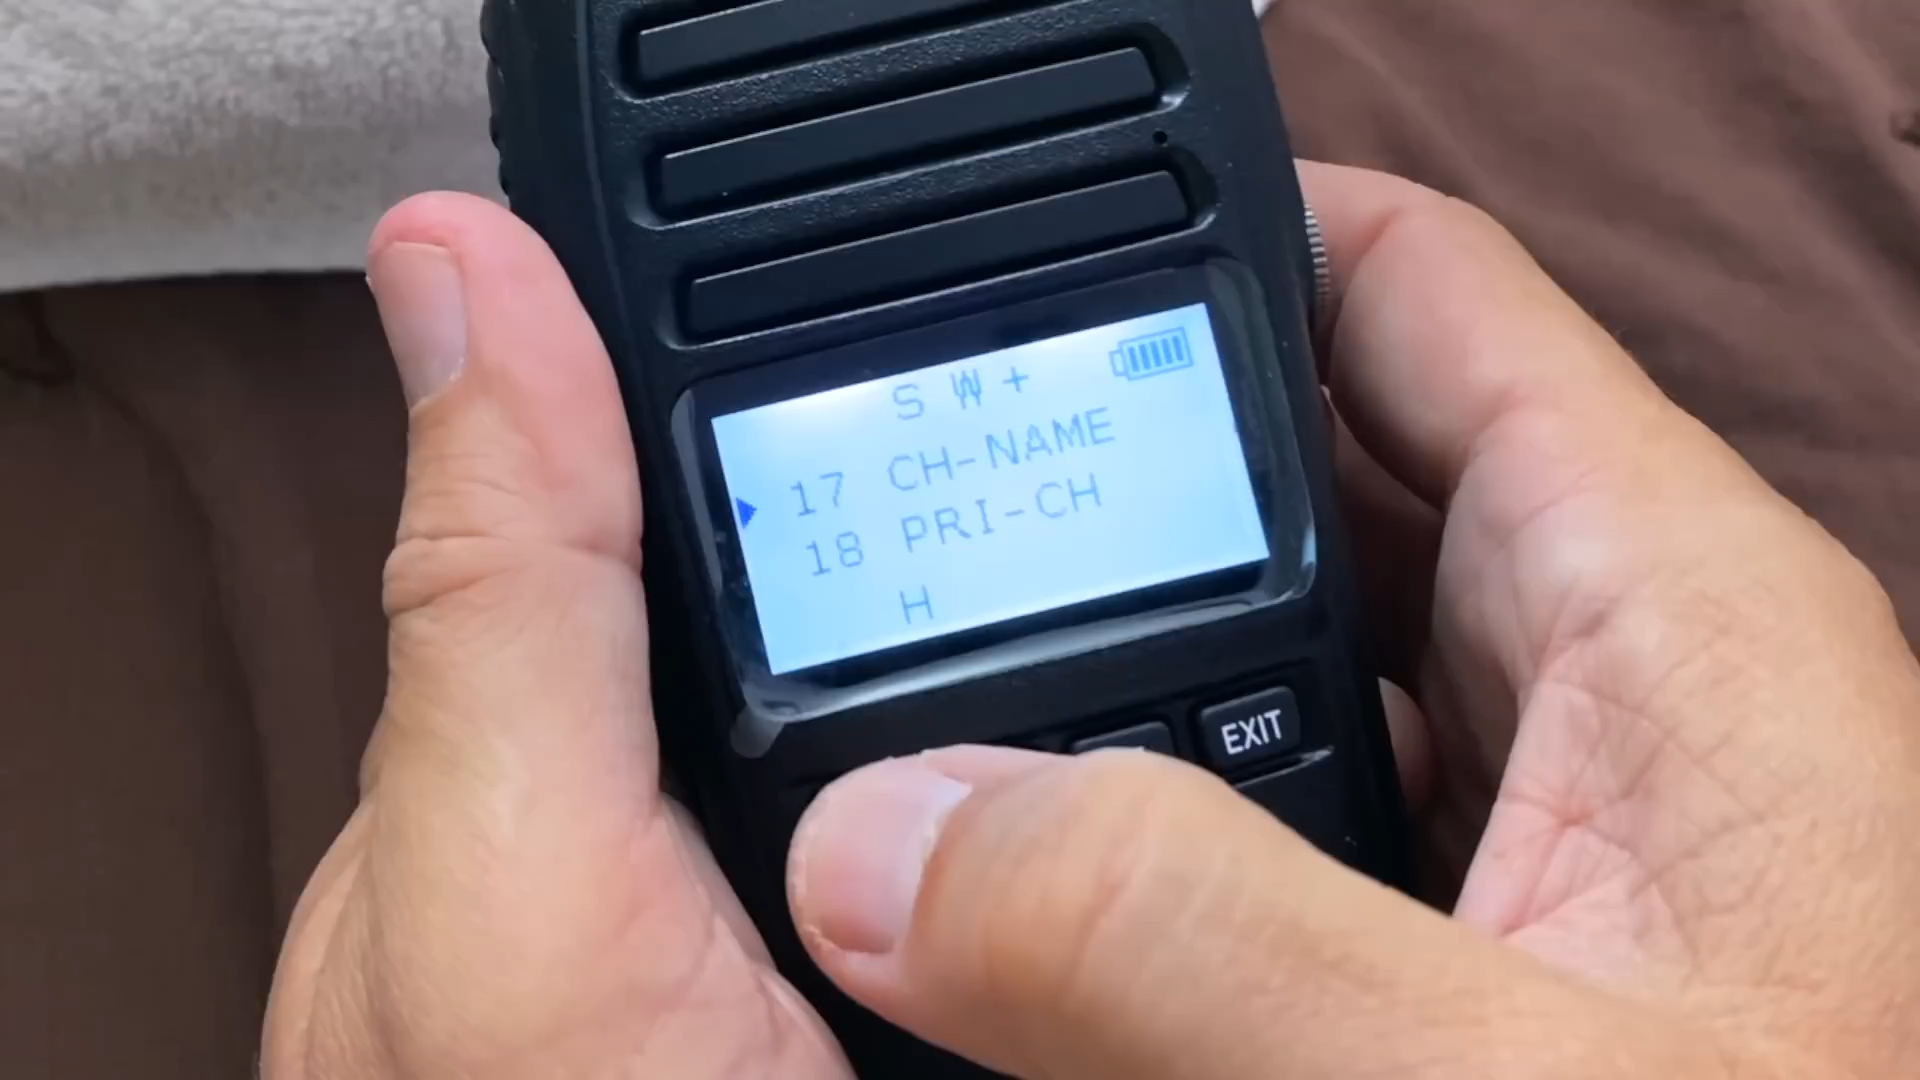 S W +
17 CH-NAME
18 PRI-CH
H
EXIT